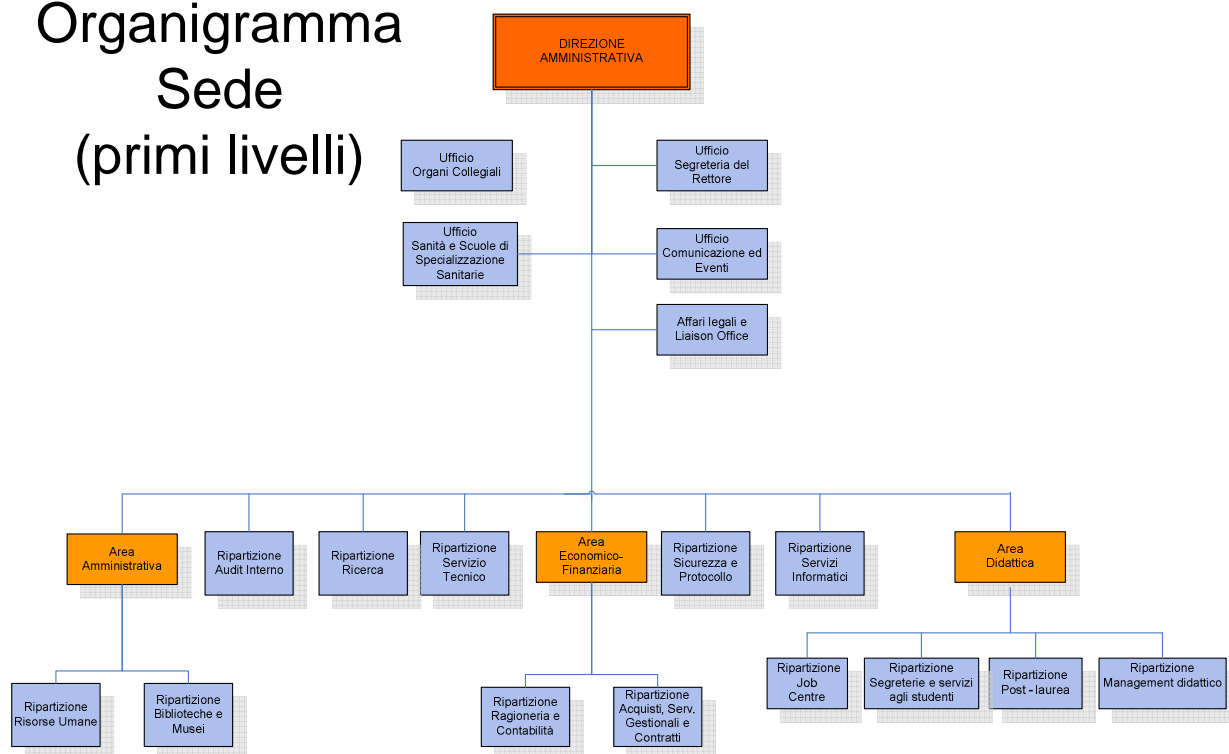 Organigramma
Sede
(primi livelli)
DIREZIONE
AMMINISTRATIVA
Ufficio
Organi Collegiali
Ufficio
Segreteria del
Rettore
Ufficio
Sanità e Scuole di
Specializzazione
Sanitarie
Ufficio
Comunicazione ed
Eventi
Affari legali e
Liaison Office
Area
Amministrativa
Ripartizione
Audit Interno
Ripartizione
Ricerca
Ripartizione
Servizio
Tecnico
Area
Economico-
Finanziaria
Ripartizione
Sicurezza e
Protocollo
Ripartizione
Servizi
Informatici
Area
Didattica
Ripartizione
Risorse Umane
Ripartizione
Biblioteche e
Musei
Ripartizione
Ragioneria e
Contabilità
Ripartizione
Acquisti, Serv.
Gestionali e
Contratti
Ripartizione
Job
Centre
Ripartizione
Segreterie e servizi
agli studenti
Ripartizione
Post - laurea
Ripartizione
Management didattico